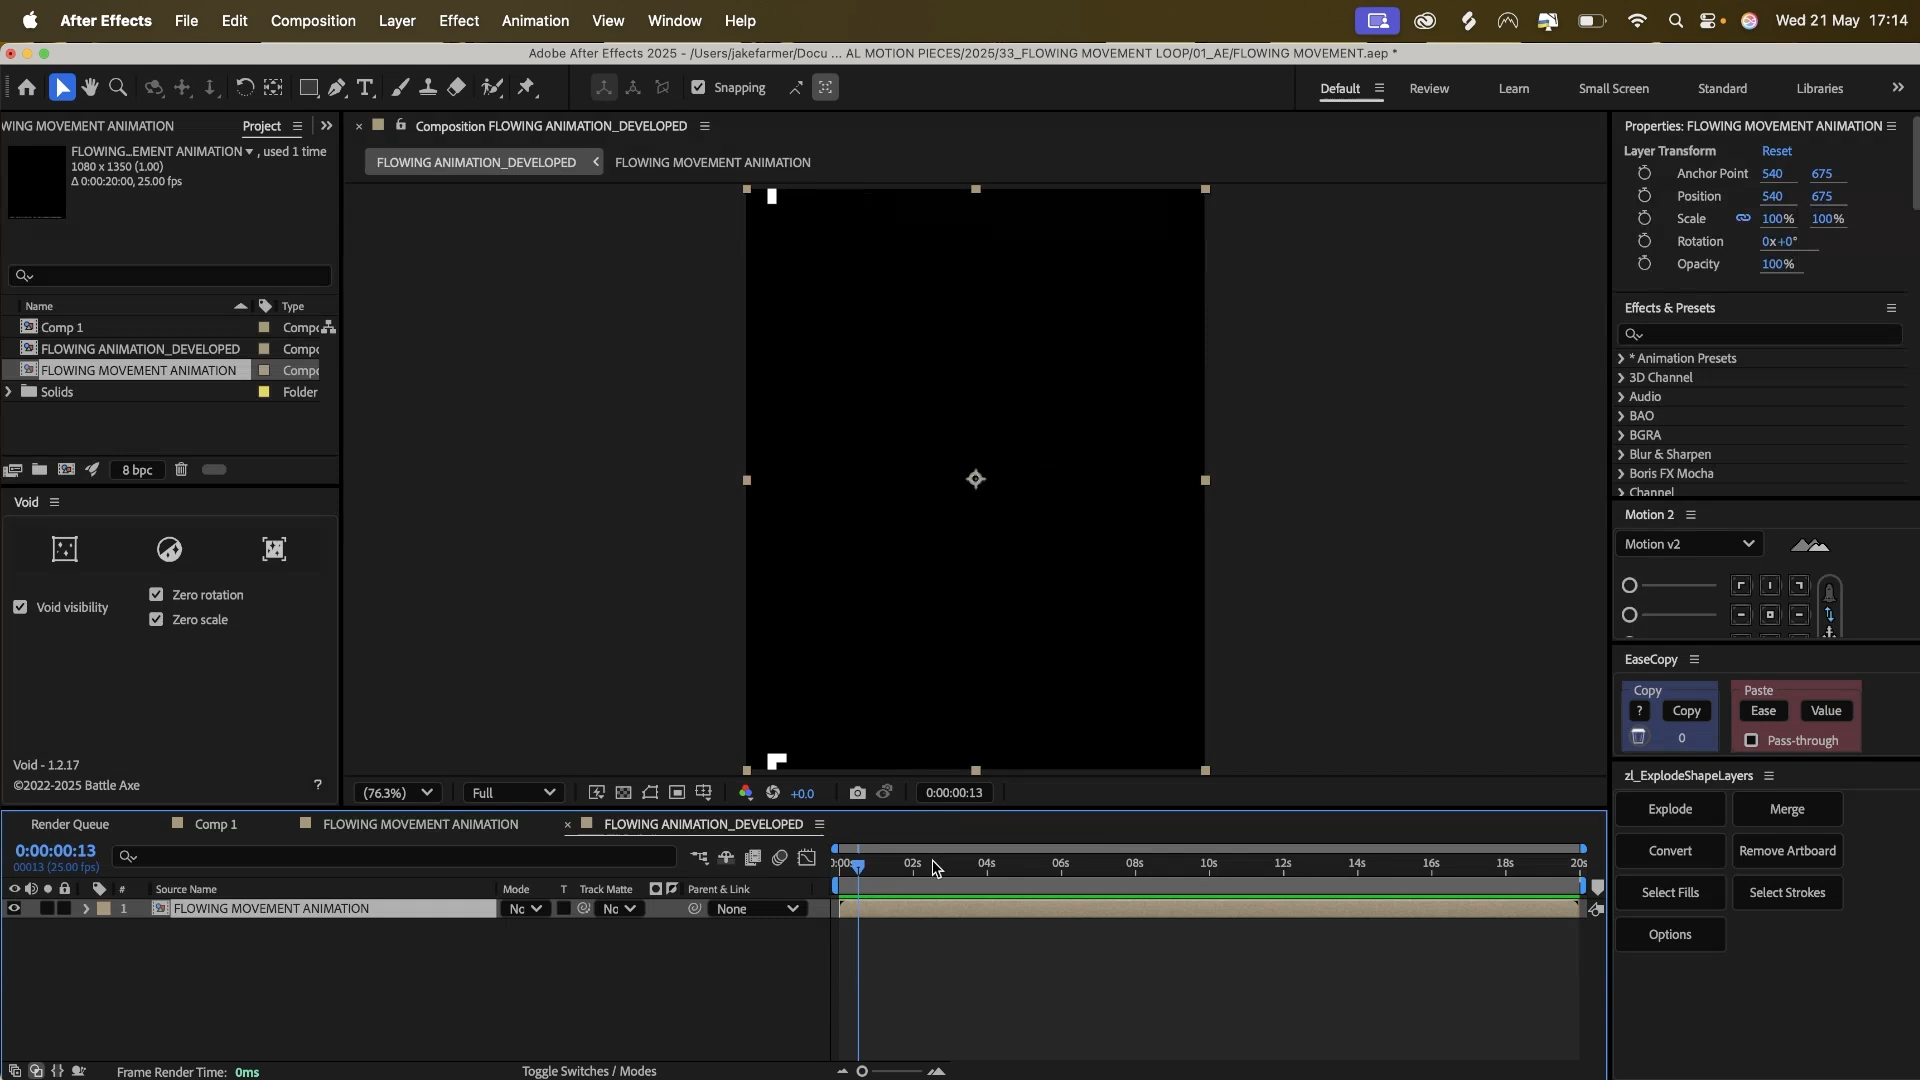 After Effects File Edit Composition Layer Effect Animation View Window Help Wed 21 May 17:14
Adobe After Effects 2025 - /Users/jakefarmer/Docu ... AL MOTION PIECES/2025/33_FLOWING MOVEMENT LOOP/01_AE/FLOWING MOVEMENT.aep *
Snapping Default Review Learn Small Screen Standard Libraries
WING MOVEMENT ANIMATION Project
FLOWING...EMENT ANIMATION , used 1 time
1080 x 1350 (1.00)
Δ 0:00:20:00, 25.00 fps
Name Type
Comp 1 Compo
FLOWING ANIMATION_DEVELOPED Compo
FLOWING MOVEMENT ANIMATION Compo
Solids Folder
8 bpc
Void
Void visibility
Zero rotation
Zero scale
Void - 1.2.17
©2022-2025 Battle Axe ?
Composition FLOWING ANIMATION_DEVELOPED
FLOWING ANIMATION_DEVELOPED FLOWING MOVEMENT ANIMATION
(76.3%) Full +0.0 0:00:00:13
Properties: FLOWING MOVEMENT ANIMATION
Layer Transform Reset
Anchor Point 540 675
Position 540 675
Scale 100% 100%
Rotation 0x+0°
Opacity 100%
Effects & Presets
* Animation Presets
3D Channel
Audio
BAO
BGRA
Blur & Sharpen
Boris FX Mocha
Channel
Motion 2
Motion v2
EaseCopy
Copy Paste
? Copy Ease Value
0 Pass-through
zl_ExplodeShapeLayers
Explode Merge
Convert Remove Artboard
Select Fills Select Strokes
Options
Render Queue Comp 1 FLOWING MOVEMENT ANIMATION × FLOWING ANIMATION_DEVELOPED
0:00:00:13
00013 (25.00 fps)
0:00s 02s 04s 06s 08s 10s 12s 14s 16s 18s 20s
# Source Name Mode T Track Matte Parent & Link
1 FLOWING MOVEMENT ANIMATION No No None
Frame Render Time: 0ms Toggle Switches / Modes